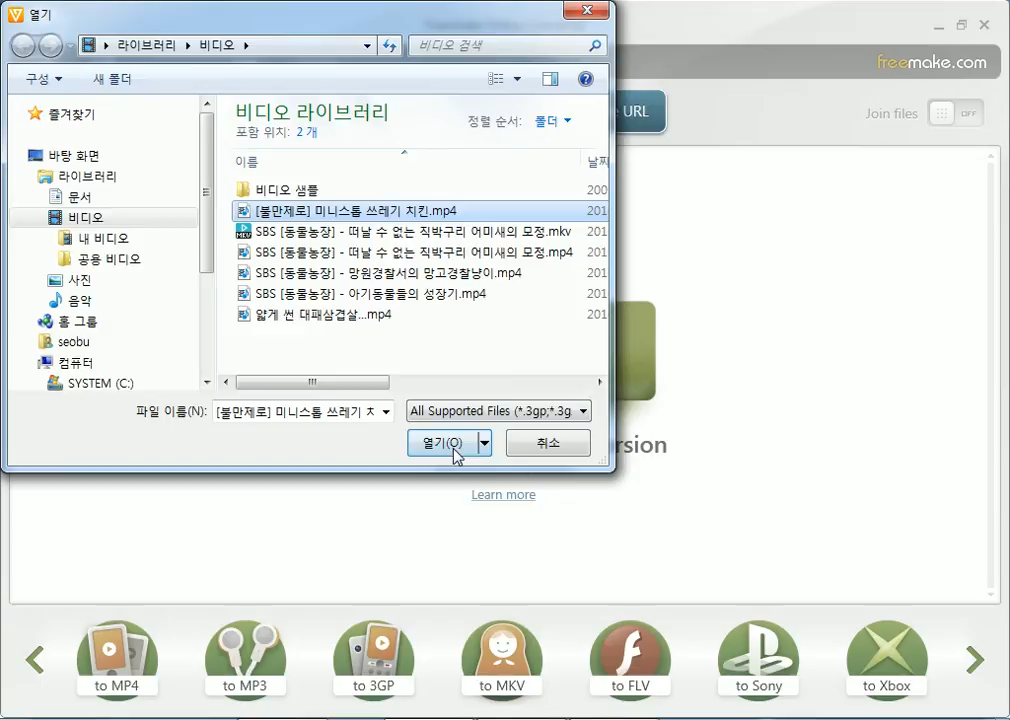 열기
freemake.com
라이브러리 ▸ 비디오 ▸
비디오 검색
구성
새 폴더
URL
Join files
OFF
즐겨찾기
바탕 화면
라이브러리
문서
비디오
내 비디오
공용 비디오
사진
음악
홈 그룹
seobu
컴퓨터
SYSTEM (C:)
비디오 라이브러리
포함 위치: 2 개
정렬 순서: 폴더
이름
날짜
비디오 샘플
200
[불만제로] 미니스톱 쓰레기 치킨.mp4
201
SBS [동물농장] - 떠날 수 없는 직박구리 어미새의 모정.mkv
201
SBS [동물농장] - 떠날 수 없는 직박구리 어미새의 모정.mp4
201
SBS [동물농장] - 망원경찰서의 망고경찰냥이.mp4
201
SBS [동물농장] - 아기동물들의 성장기.mp4
201
얇게 썬 대패삼겹살...mp4
201
파일 이름(N):
[불만제로] 미니스톱 쓰레기 치
All Supported Files (*.3gp;*.3g
열기(O)
취소
rsion
Learn more
to MP4
to MP3
to 3GP
to MKV
to FLV
to Sony
to Xbox